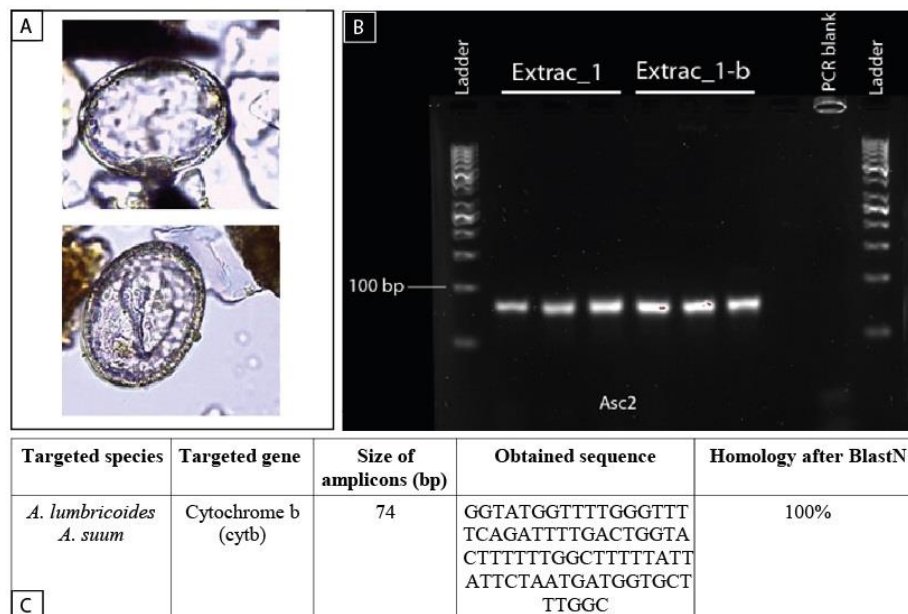 A
B
Ladder
Extrac_1
Extrac_1-b
PCR blank
Ladder
100 bp
Asc2
Targeted species
Targeted gene
Size of
amplicons (bp)
Obtained sequence
Homology after BlastN
A. lumbricoides
A. suum
Cytochrome b
(cytb)
74
GGTATGGTTTTGGGTTT
TCAGATTTTGACTGGTA
CTTTTTTGGCTTTTTATT
ATTCTAATGATGGTGCT
TTGGC
100%
C